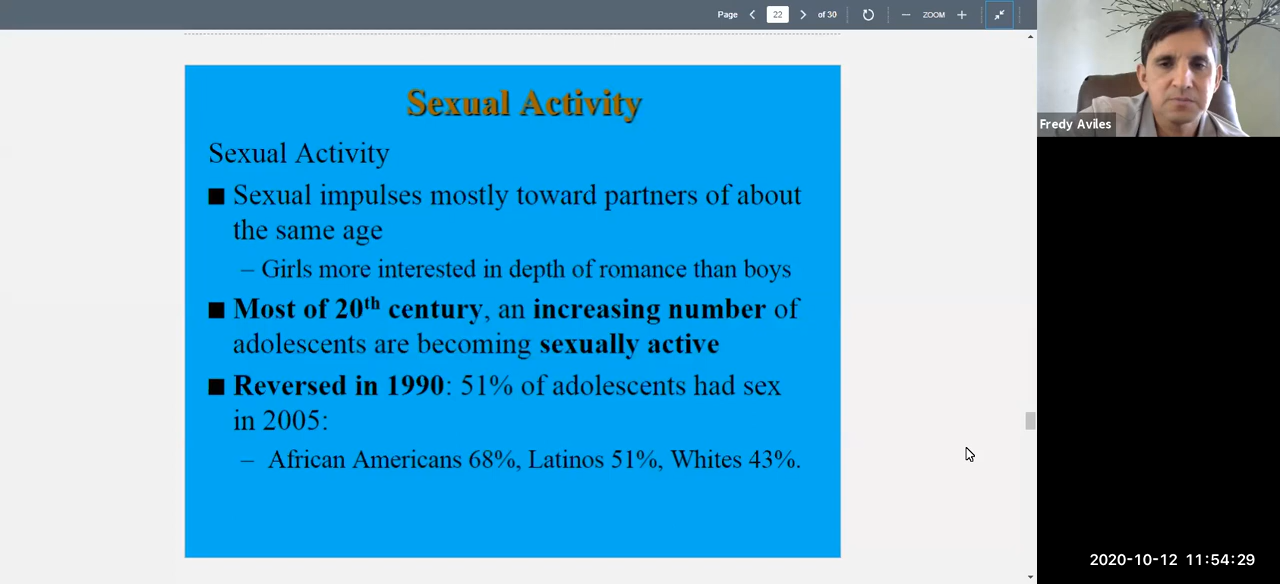 Page 22 of 30 ZOOM
Sexual Activity
Sexual Activity
■ Sexual impulses mostly toward partners of about
the same age
– Girls more interested in depth of romance than boys
■ Most of 20th century, an increasing number of
adolescents are becoming sexually active
■ Reversed in 1990: 51% of adolescents had sex
in 2005:
– African Americans 68%, Latinos 51%, Whites 43%.
Fredy Aviles
2020-10-12 11:54:29